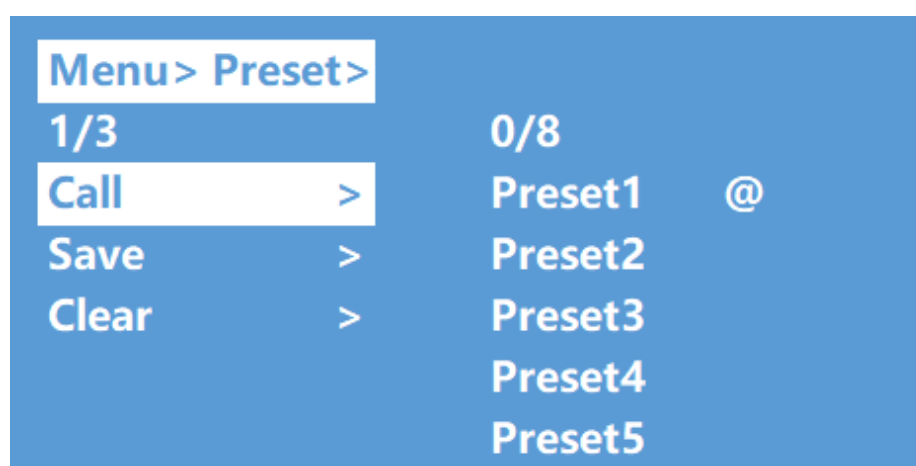 Menu> Preset>
1/3 0/8
Call > Preset1 @
Save > Preset2
Clear > Preset3
Preset4
Preset5